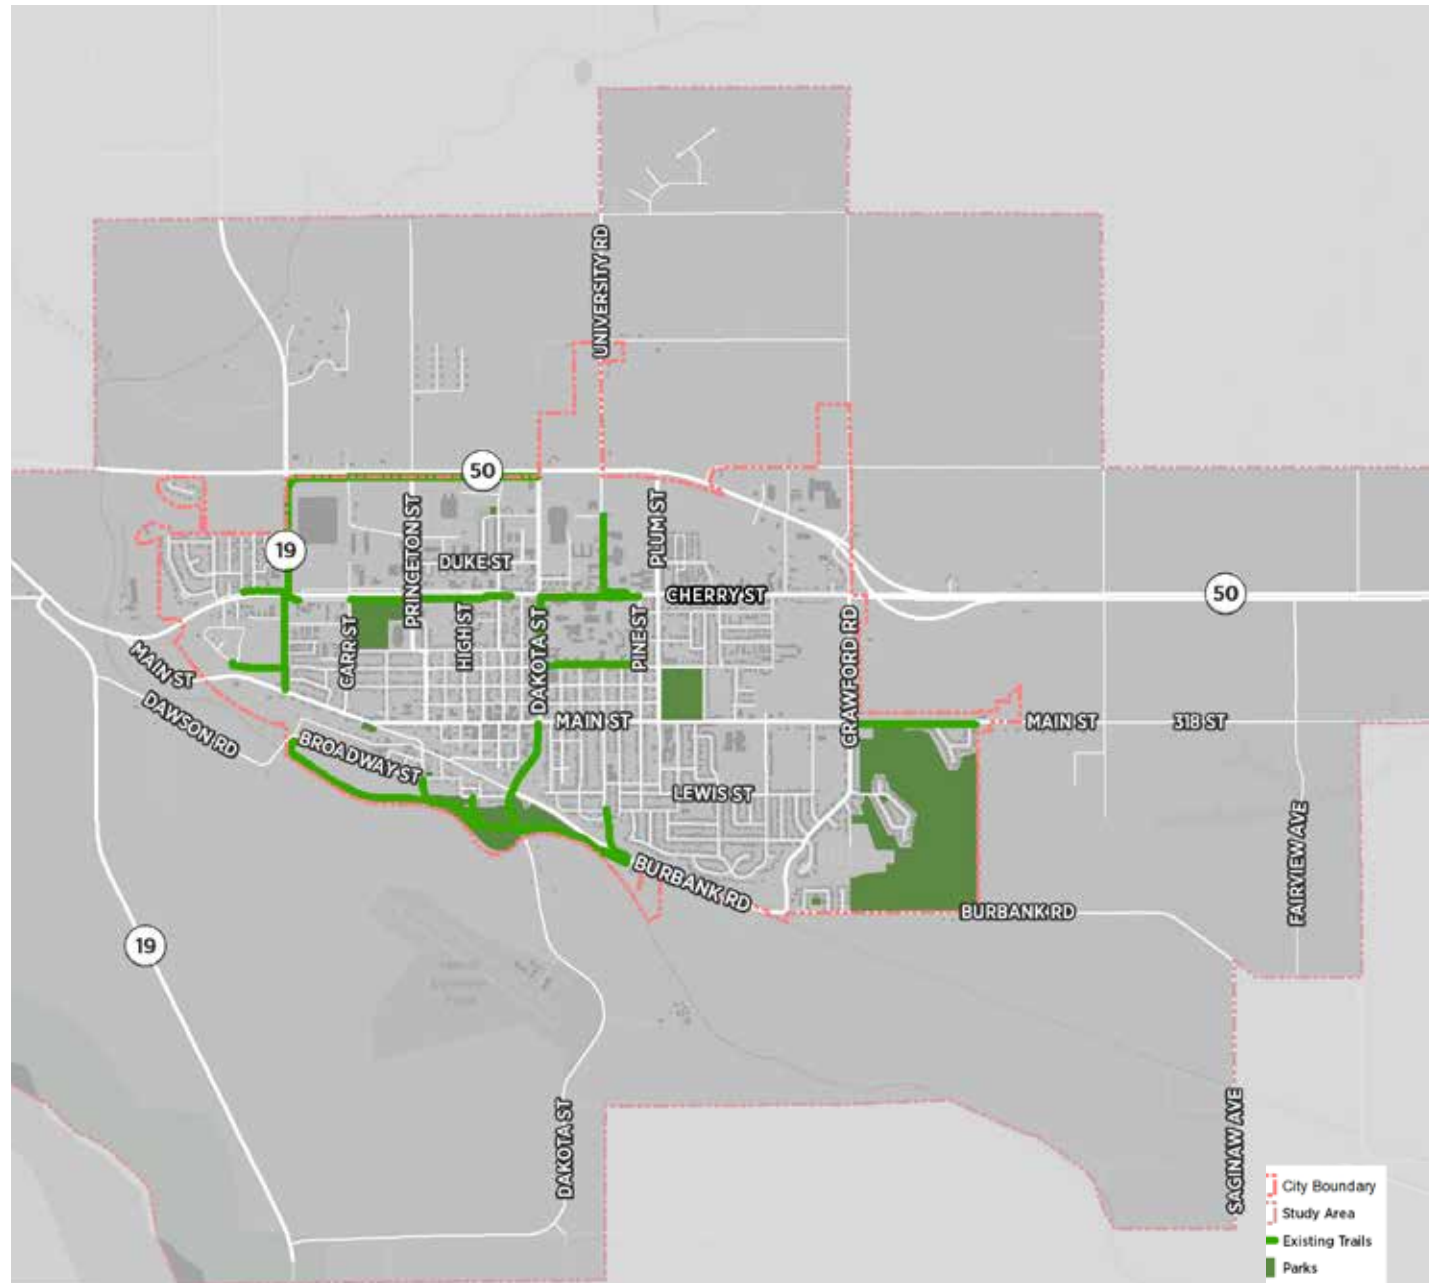 UNIVERSITY RD
50
PRINCETON ST
PLUM ST
19
DUKE ST
CHERRY ST
50
CARR ST
HIGH ST
DAKOTA ST
PINE ST
CRAWFORD RD
MAIN ST
MAIN ST
MAIN ST
318 ST
DAWSON RD
BROADWAY ST
LEWIS ST
BURBANK RD
BURBANK RD
FAIRVIEW AVE
19
DAKOTA ST
SAGINAW AVE
City Boundary
Study Area
Existing Trails
Parks